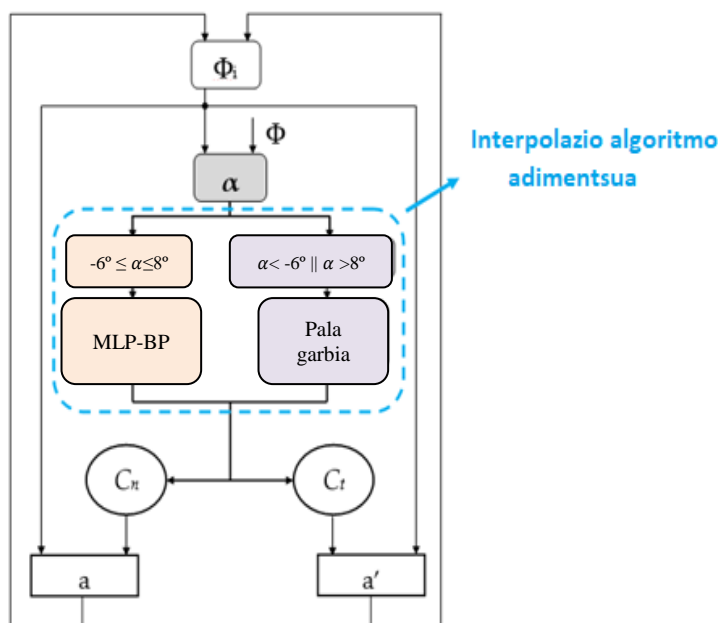 Φi
Φ
α
Interpolazio algoritmo
adimentsua
-6º ≤ α≤8º
α< -6º || α >8º
MLP-BP
Pala
garbia
Cn
Ct
a
a′